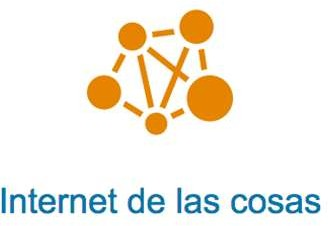 Internet de las cosas